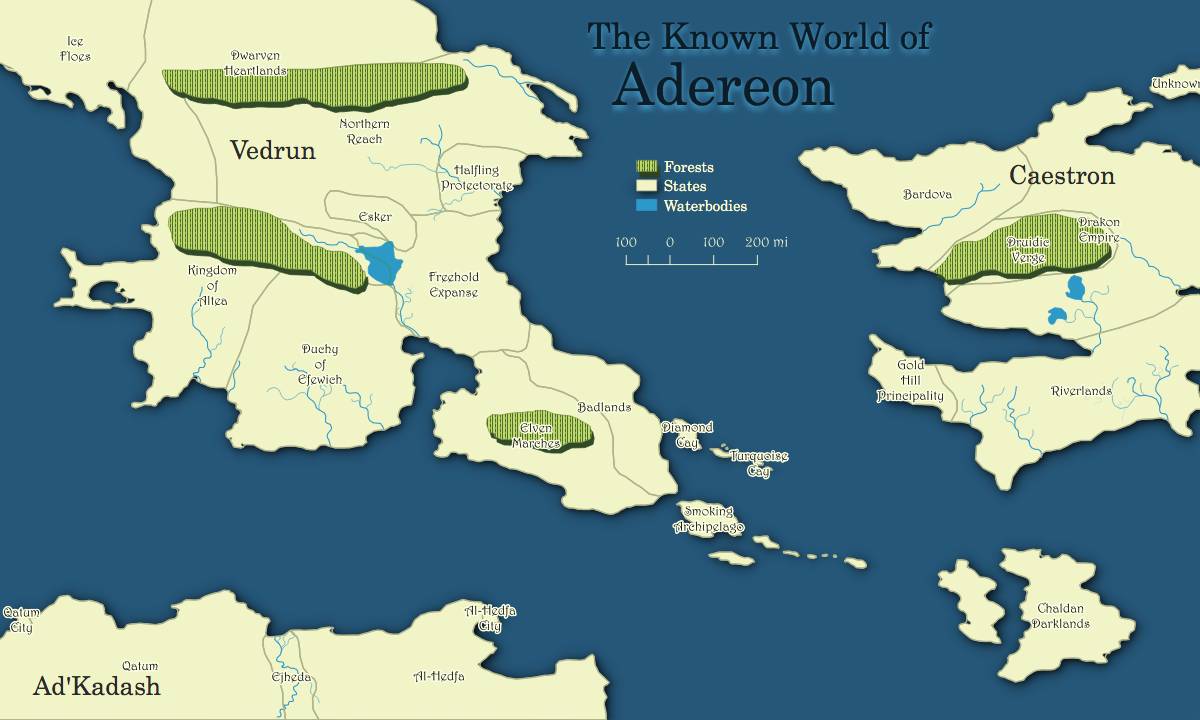 The Known World of
Adereon
Ice
Floes
Dwarven
Heartlands
Unknown
Northern
Reach
Vedrun
Halfling
Protectorate
Forests
States
Waterbodies
Caestron
Bardova
Esker
Drakon
Empire
Druidic
Verge
100 0 100 200 mi
Kingdom
of
Altea
Freehold
Expanse
Duchy
of
Efewich
Gold
Hill
Principality
Riverlands
Badlands
Elven
Marches
Diamond
Cay
Turquoise
Cay
Smoking
Archipelago
Qatum
City
Al-Hedfa
City
Chaldan
Darklands
Qatum
Ad'Kadash
Ejheda
Al-Hedfa